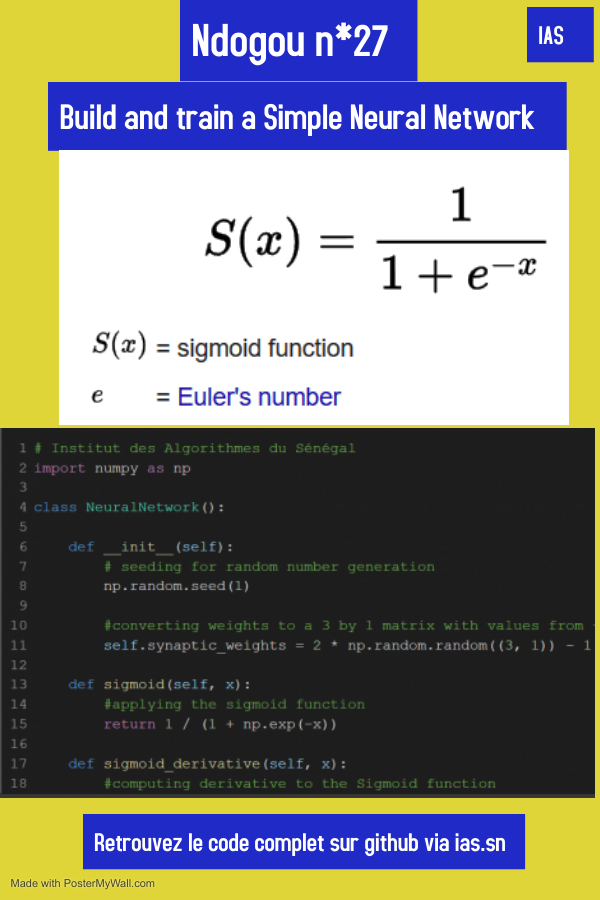 Ndogou n*27
IAS
Build and train a Simple Neural Network
S(x) = 1 / (1 + e^{-x})
S(x) = sigmoid function
e = Euler's number
1 # Institut des Algorithmes du Sénégal
2 import numpy as np
3
4 class NeuralNetwork():
5
6     def __init__(self):
7         # seeding for random number generation
8         np.random.seed(1)
9
10         #converting weights to a 3 by 1 matrix with values from
11         self.synaptic_weights = 2 * np.random.random((3, 1)) - 1
12
13     def sigmoid(self, x):
14         #applying the sigmoid function
15         return 1 / (1 + np.exp(-x))
16
17     def sigmoid_derivative(self, x):
18         #computing derivative to the Sigmoid function
Retrouvez le code complet sur github via ias.sn
Made with PosterMyWall.com